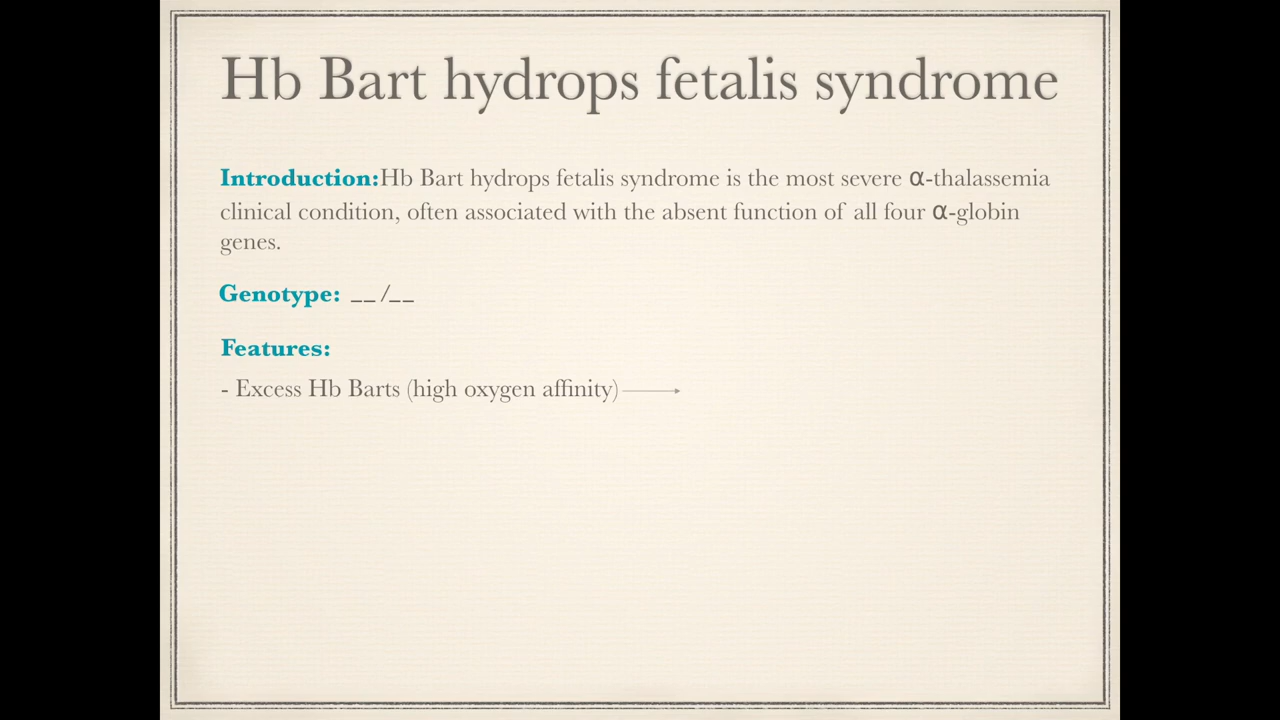 Hb Bart hydrops fetalis syndrome
Introduction:Hb Bart hydrops fetalis syndrome is the most severe α-thalassemia
clinical condition, often associated with the absent function of all four α-globin
genes.
Genotype: __ /__
Features:
- Excess Hb Barts (high oxygen affinity)